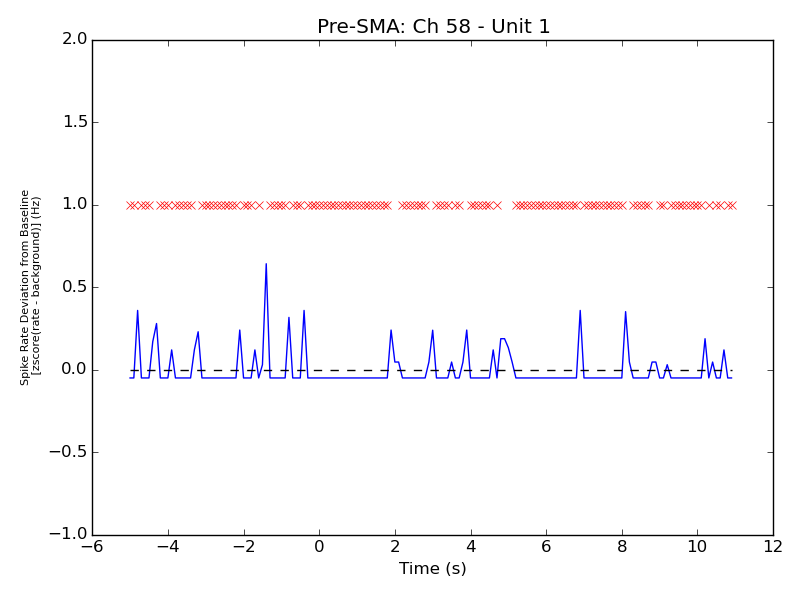 Pre-SMA: Ch 58 - Unit 1
2.0
1.5
1.0
0.5
0.0
−0.5
−1.0
Spike Rate Deviation from Baseline
[zscore(rate - background)] (Hz)
−6 −4 −2 0 2 4 6 8 10 12
Time (s)